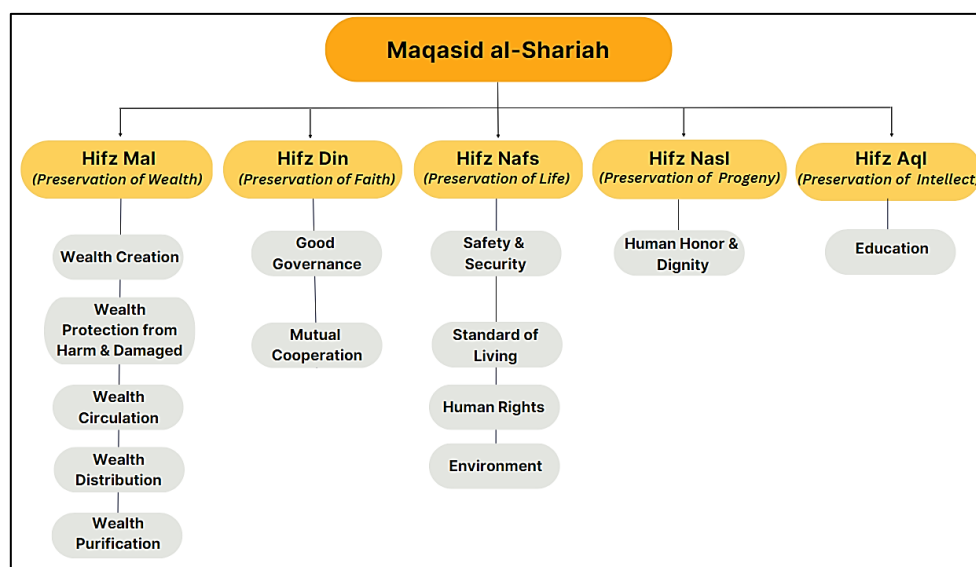 Maqasid al-Shariah
Hifz Mal
(Preservation of Wealth)
Wealth Creation
Wealth
Protection from
Harm & Damaged
Wealth
Circulation
Wealth
Distribution
Wealth
Purification
Hifz Din
(Preservation of Faith)
Good
Governance
Mutual
Cooperation
Hifz Nafs
(Preservation of Life)
Safety &
Security
Standard of
Living
Human Rights
Environment
Hifz Nasl
(Preservation of Progeny)
Human Honor &
Dignity
Hifz Aql
(Preservation of Intellect)
Education